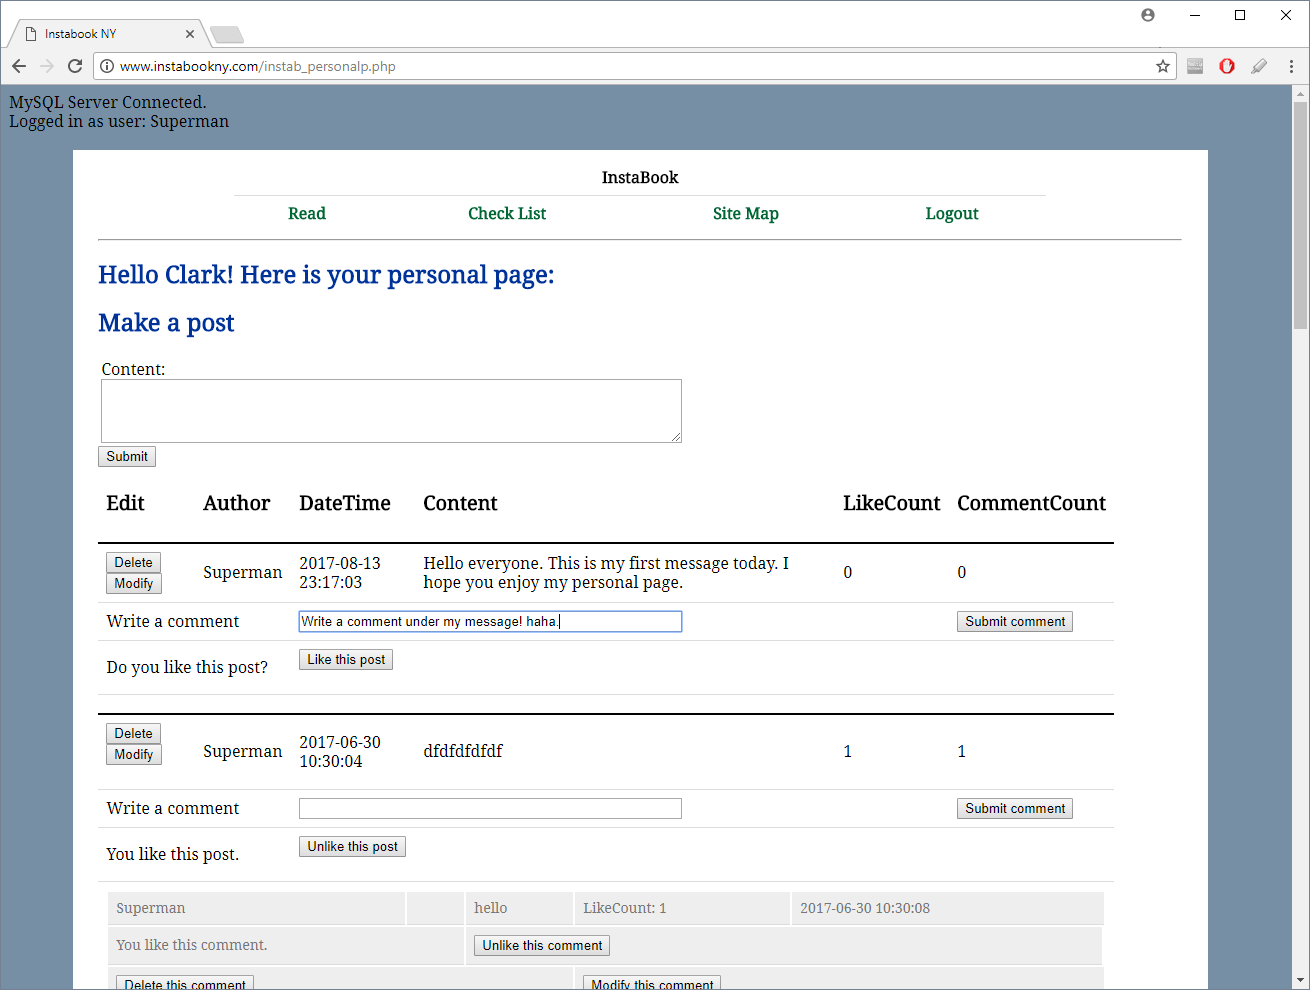 Instabook NY
www.instabookny.com/instab_personalp.php
MySQL Server Connected.
Logged in as user: Superman
InstaBook
Read Check List Site Map Logout
Hello Clark! Here is your personal page:
Make a post
Content:
Submit
Edit Author DateTime Content LikeCount CommentCount
Delete
Modify
Superman
2017-08-13
23:17:03
Hello everyone. This is my first message today. I
hope you enjoy my personal page.
0 0
Write a comment Write a comment under my message! haha. Submit comment
Do you like this post? Like this post
Delete
Modify
Superman
2017-06-30
10:30:04
dfdfdfdfdf
1 1
Write a comment Submit comment
You like this post. Unlike this post
Superman hello LikeCount: 1 2017-06-30 10:30:08
You like this comment. Unlike this comment
Delete this comment Modify this comment